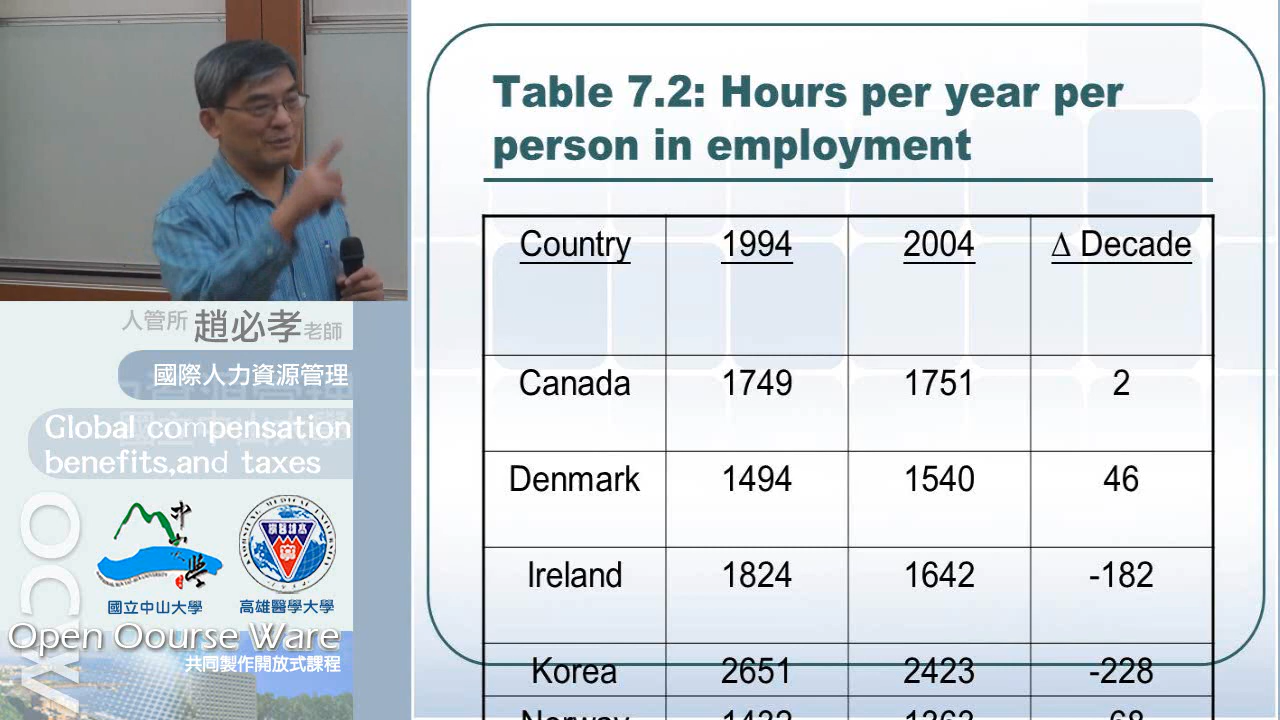 人管所 趙必孝 老師
國際人力資源管理
Global compensation
benefits,and taxes
OCW
國立中山大學
高雄醫學大學
Open Oourse Ware
共同製作開放式課程
Table 7.2: Hours per year per
person in employment
Country 1994 2004 Δ Decade
Canada 1749 1751 2
Denmark 1494 1540 46
Ireland 1824 1642 -182
Korea 2651 2423 -228
Norway 1432 1363 -68